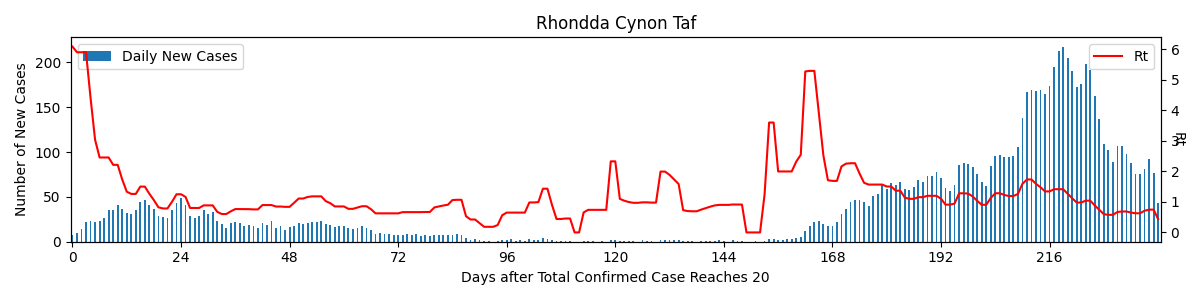 Rhondda Cynon Taf
Daily New Cases
Rt
Number of New Cases
0
50
100
150
200
0
1
2
3
4
5
6
Rt
0 24 48 72 96 120 144 168 192 216
Days after Total Confirmed Case Reaches 20